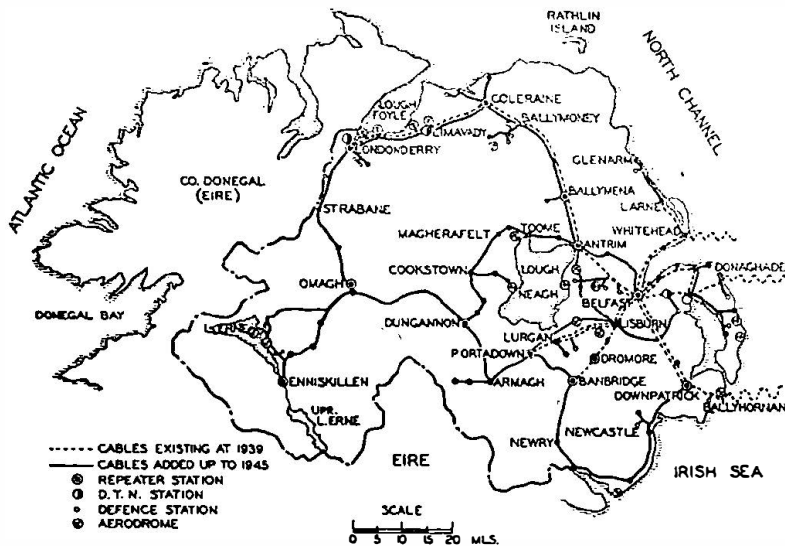 RATHLIN
ISLAND
NORTH CHANNEL
ATLANTIC OCEAN
LOUGH
FOYLE
COLERAINE
LIMAVADY
BALLYMONEY
LONDONDERRY
GLENARM
CO. DONEGAL
(EIRE)
BALLYMENA
LARNE
STRABANE
WHITEHEAD
MAGHERAFELT
TOOME
ANTRIM
DONAGHADEE
COOKSTOWN
LOUGH
NEAGH
OMAGH
BELFAST
DONEGAL BAY
L. ERNE
DUNGANNON
LURGAN
LISBURN
PORTADOWN
DROMORE
ENNISKILLEN
ARMAGH
BANBRIDGE
DOWNPATRICK
BALLYHORNAN
UPR.
L. ERNE
NEWCASTLE
NEWRY
EIRE
IRISH SEA
CABLES EXISTING AT 1939
CABLES ADDED UP TO 1945
REPEATER STATION
D.T.N. STATION
DEFENCE STATION
AERODROME
SCALE
0 5 10 15 20 MLS.